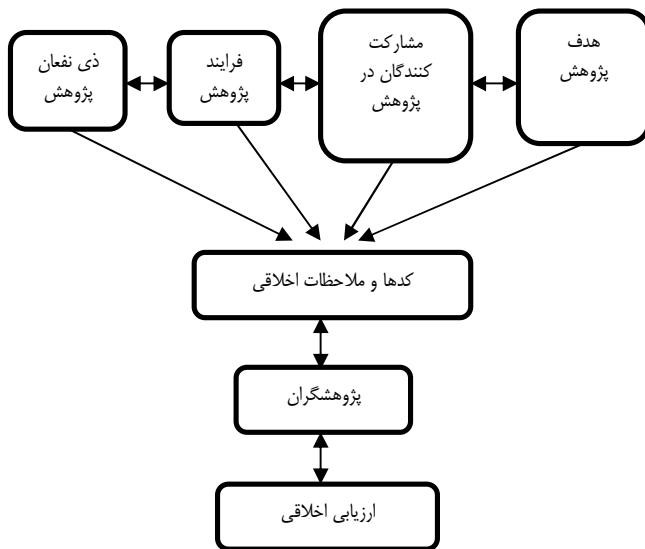 هدف
پژوهش
مشارکت
کنندگان در
پژوهش
فرایند
پژوهش
ذی نفعان
پژوهش
کدها و ملاحظات اخلاقی
پژوهشگران
ارزیابی اخلاقی